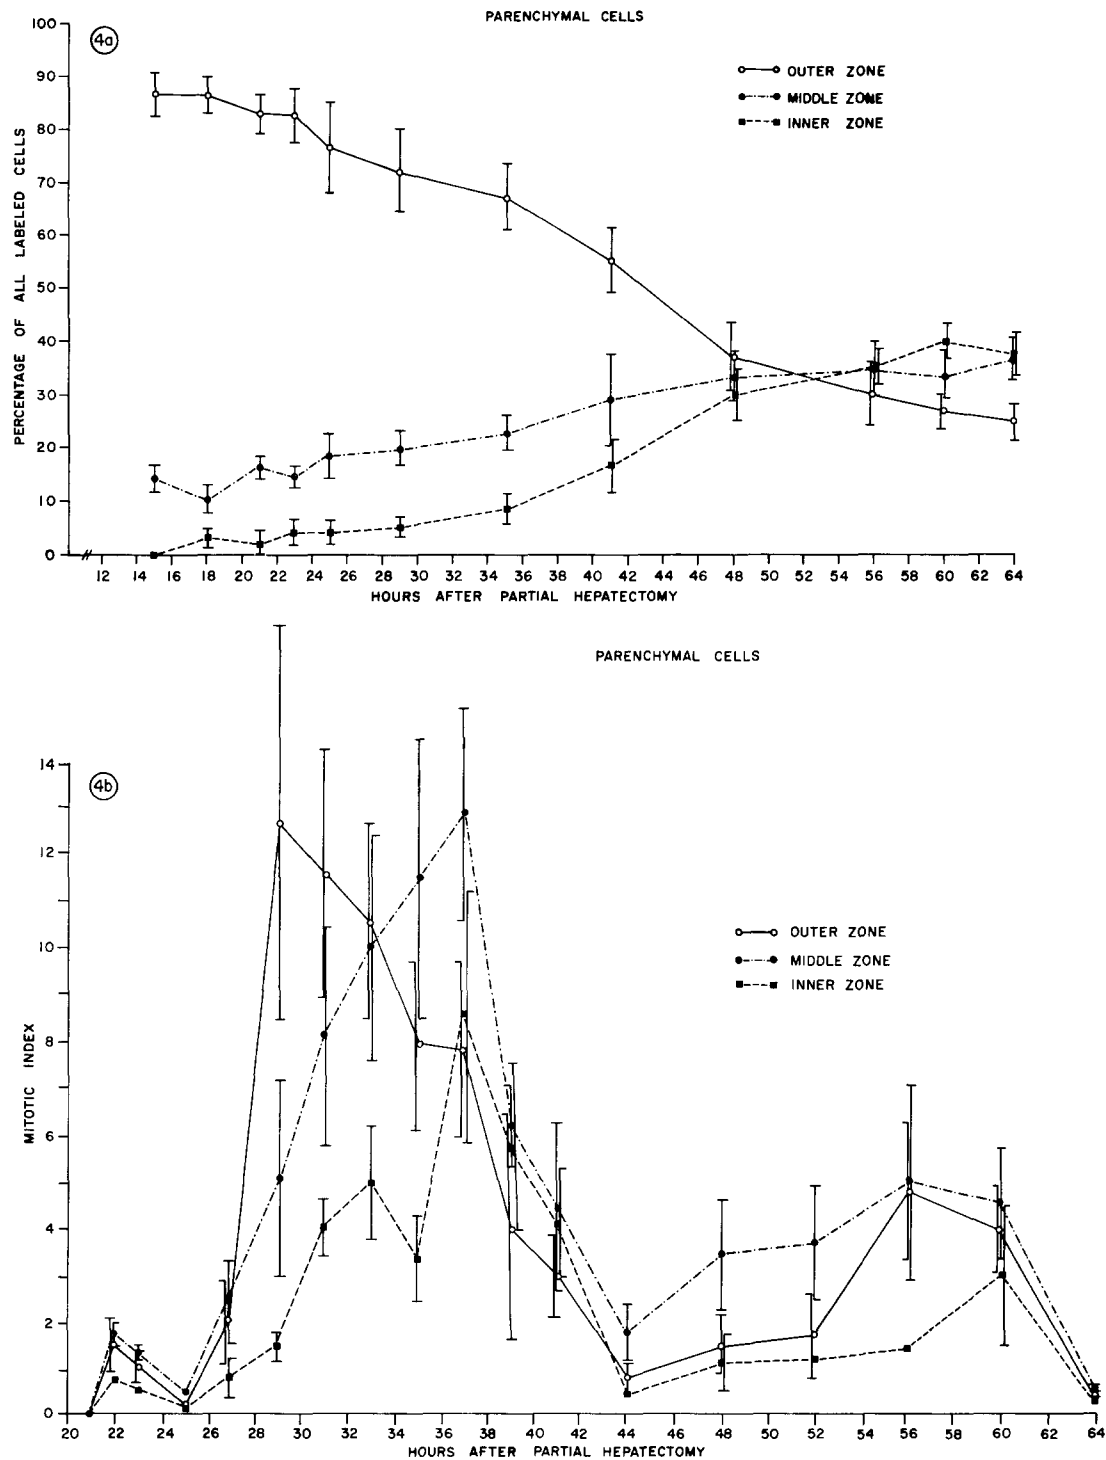 PARENCHYMAL CELLS
4a
OUTER ZONE
MIDDLE ZONE
INNER ZONE
PERCENTAGE OF ALL LABELED CELLS
100
90
80
70
60
50
40
30
20
10
0
12 14 16 18 20 22 24 26 28 30 32 34 36 38 40 42 44 46 48 50 52 54 56 58 60 62 64
HOURS AFTER PARTIAL HEPATECTOMY
PARENCHYMAL CELLS
4b
OUTER ZONE
MIDDLE ZONE
INNER ZONE
MITOTIC INDEX
14
12
10
8
6
4
2
0
20 22 24 26 28 30 32 34 36 38 40 42 44 46 48 50 52 54 56 58 60 62 64
HOURS AFTER PARTIAL HEPATECTOMY